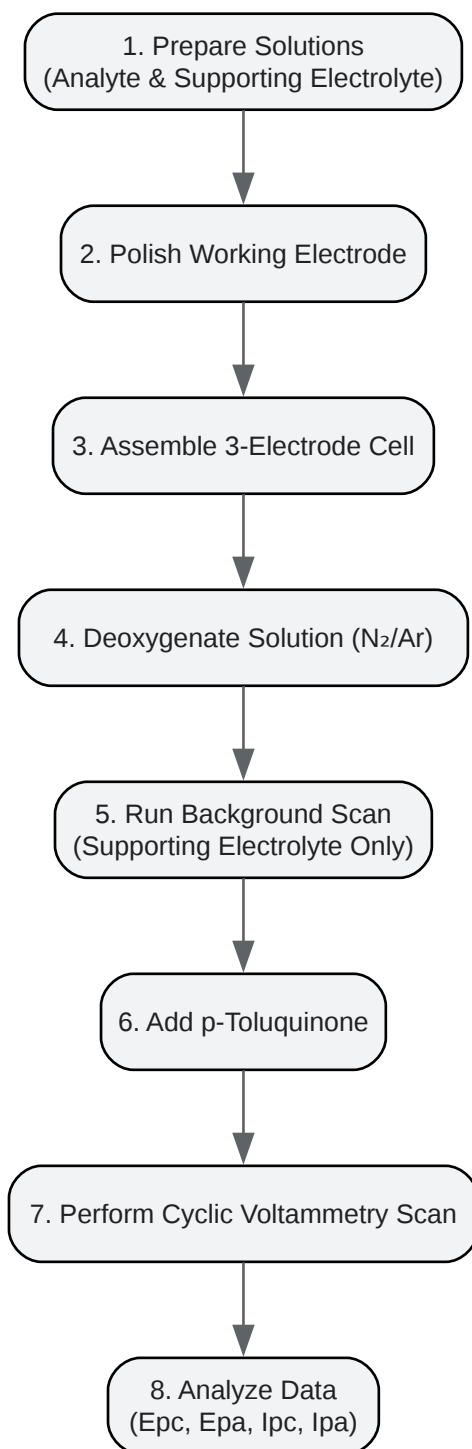 1. Prepare Solutions
(Analyte & Supporting Electrolyte)
2. Polish Working Electrode
3. Assemble 3-Electrode Cell
4. Deoxygenate Solution (N₂/Ar)
5. Run Background Scan
(Supporting Electrolyte Only)
6. Add p-Toluquinone
7. Perform Cyclic Voltammetry Scan
8. Analyze Data
(Epc, Epa, Ipc, Ipa)